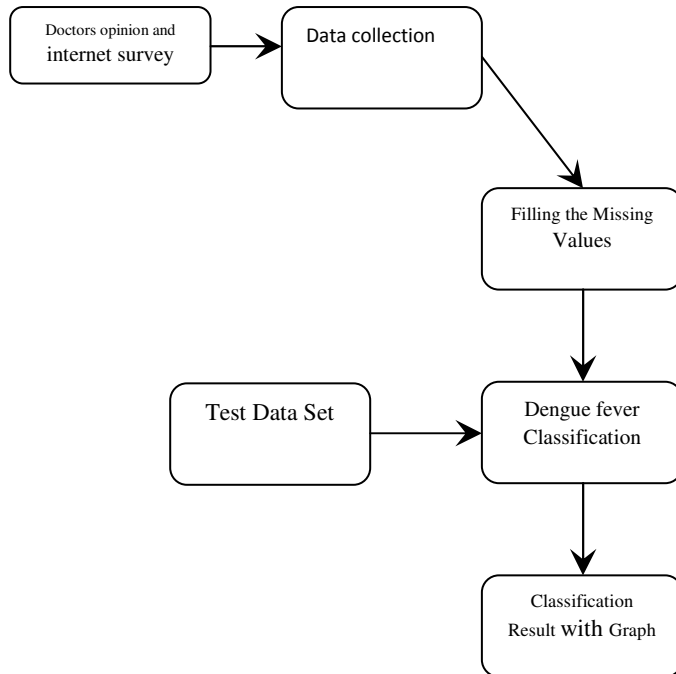 Doctors opinion and
internet survey
Data collection
Filling the Missing
Values
Test Data Set
Dengue fever
Classification
Classification
Result with Graph